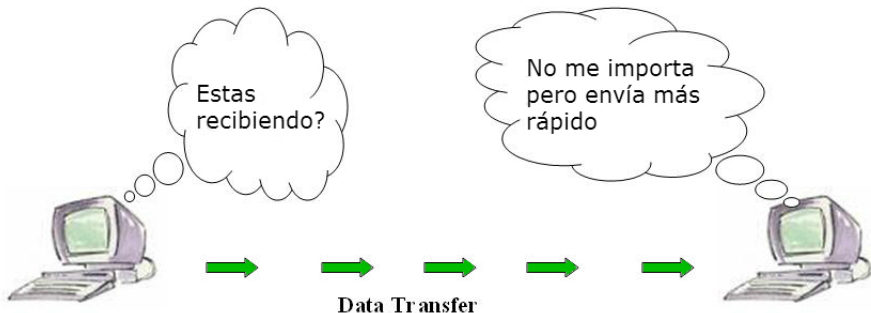 Estas
recibiendo?
No me importa
pero envía más
rápido
Data Transfer